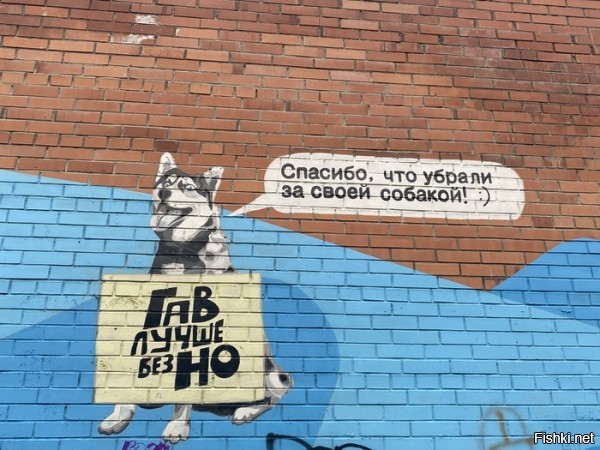 Спасибо, что убрали
за своей собакой! :)
ГАВ
ЛУЧШЕ
БЕЗ НО
Fishki.net